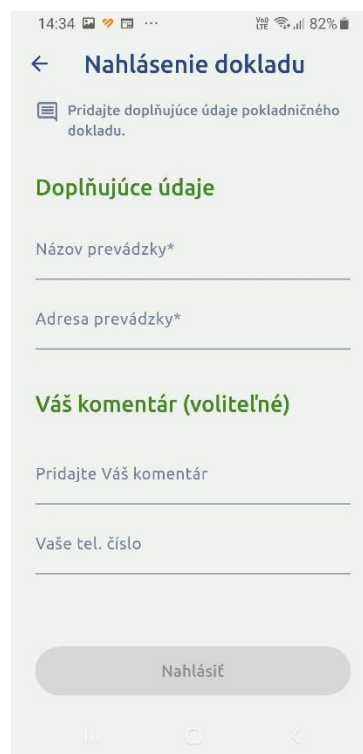 14:34 ... VoLTE 82%
Nahlásenie dokladu
Pridajte doplňujúce údaje pokladničného
dokladu.
Doplňujúce údaje
Názov prevádzky*
Adresa prevádzky*
Váš komentár (voliteľné)
Pridajte Váš komentár
Vaše tel. číslo
Nahlásiť